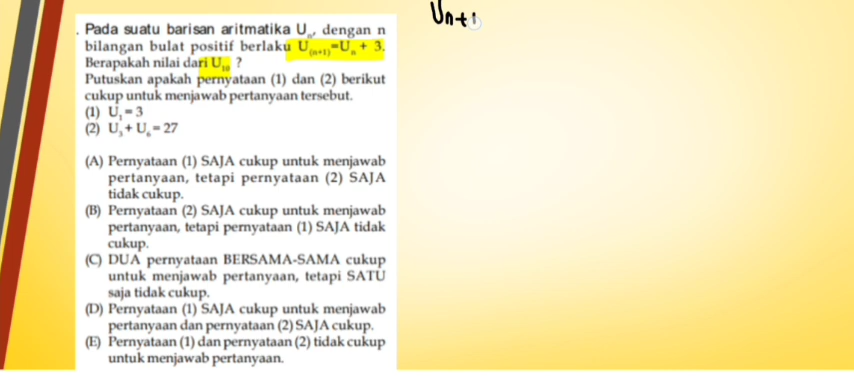 . Pada suatu barisan aritmatika Uₙ, dengan n
bilangan bulat positif berlaku U₍ₙ₊₁₎=Uₙ + 3.
Berapakah nilai dari U₁₀ ?
Putuskan apakah pernyataan (1) dan (2) berikut
cukup untuk menjawab pertanyaan tersebut.
(1) U₁ = 3
(2) U₃ + U₆ = 27
(A) Pernyataan (1) SAJA cukup untuk menjawab
pertanyaan, tetapi pernyataan (2) SAJA
tidak cukup.
(B) Pernyataan (2) SAJA cukup untuk menjawab
pertanyaan, tetapi pernyataan (1) SAJA tidak
cukup.
(C) DUA pernyataan BERSAMA-SAMA cukup
untuk menjawab pertanyaan, tetapi SATU
saja tidak cukup.
(D) Pernyataan (1) SAJA cukup untuk menjawab
pertanyaan dan pernyataan (2) SAJA cukup.
(E) Pernyataan (1) dan pernyataan (2) tidak cukup
untuk menjawab pertanyaan.
Un+1